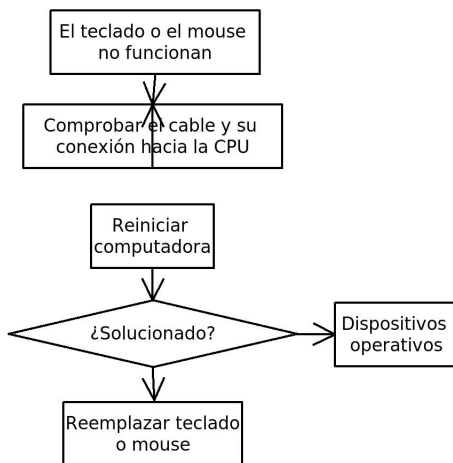 El teclado o el mouse
no funcionan
Comprobar el cable y su
conexión hacia la CPU
Reiniciar
computadora
¿Solucionado?
Dispositivos
operativos
Reemplazar teclado
o mouse